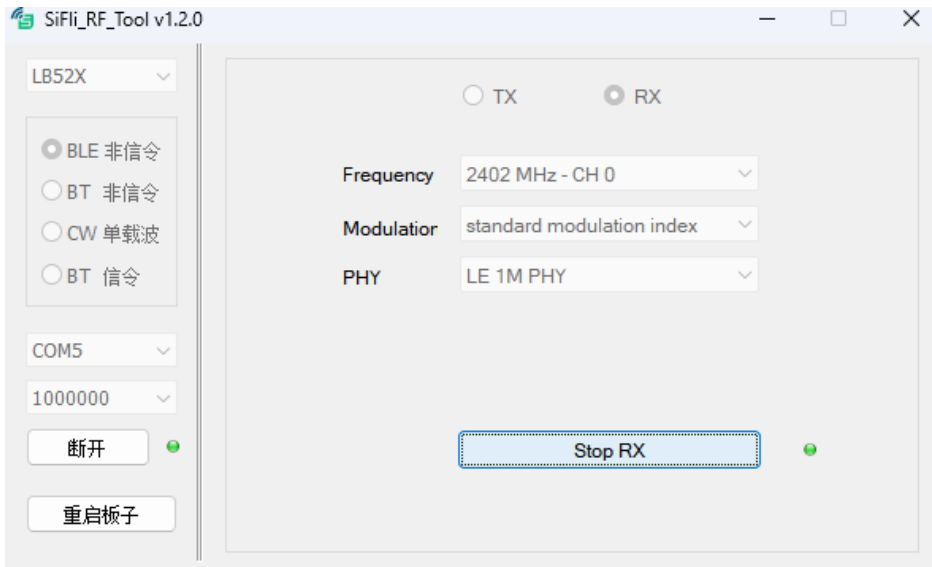 SiFli_RF_Tool v1.2.0
LB52X
BLE 非信令
BT 非信令
CW 单载波
BT 信令
COM5
1000000
断开
重启板子
TX RX
Frequency 2402 MHz - CH 0
Modulation standard modulation index
PHY LE 1M PHY
Stop RX